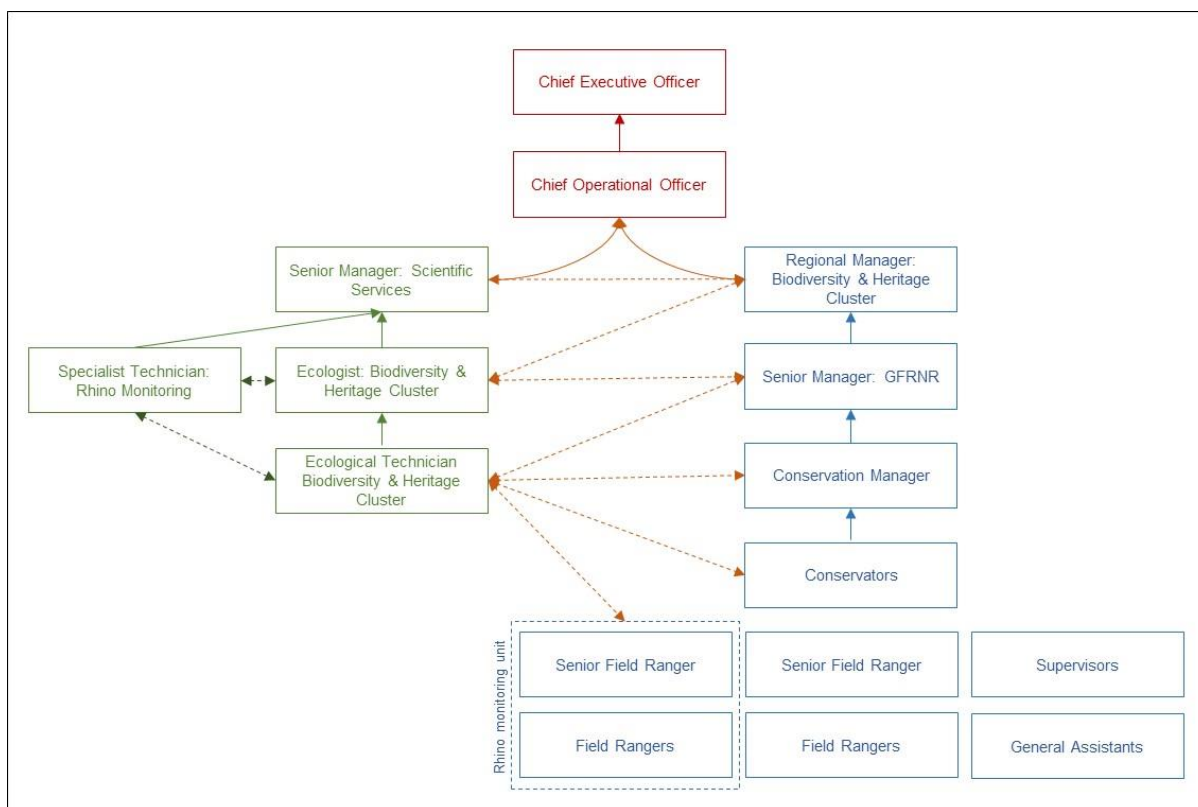 Chief Executive Officer
Chief Operational Officer
Senior Manager: Scientific
Services
Regional Manager:
Biodiversity & Heritage
Cluster
Specialist Technician:
Rhino Monitoring
Ecologist: Biodiversity &
Heritage Cluster
Senior Manager: GFRNR
Ecological Technician
Biodiversity & Heritage
Cluster
Conservation Manager
Conservators
Rhino monitoring unit
Senior Field Ranger
Senior Field Ranger
Supervisors
Field Rangers
Field Rangers
General Assistants